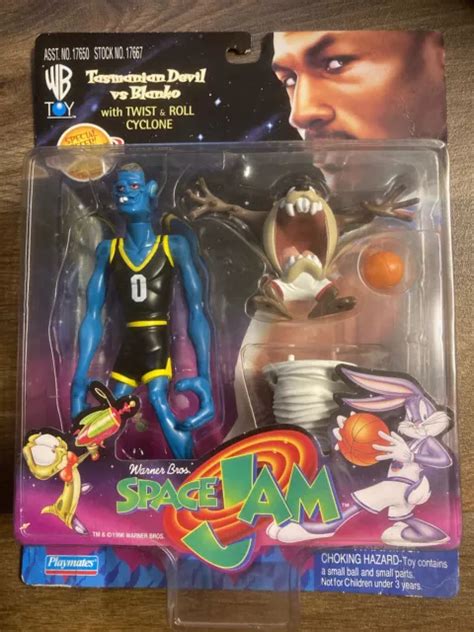 ASST. NO. 17650 STOCK NO. 17667
WB
TOY
Tasmanian Devil
vs Blanko
with TWIST & ROLL
CYCLONE
SPECIAL
0
Warner Bros.
SPACE JAM
TM
TM & © 1996 WARNER BROS.
Playmates
CHOKING HAZARD-Toy contains
a small ball and small parts.
Not for Children under 3 years.